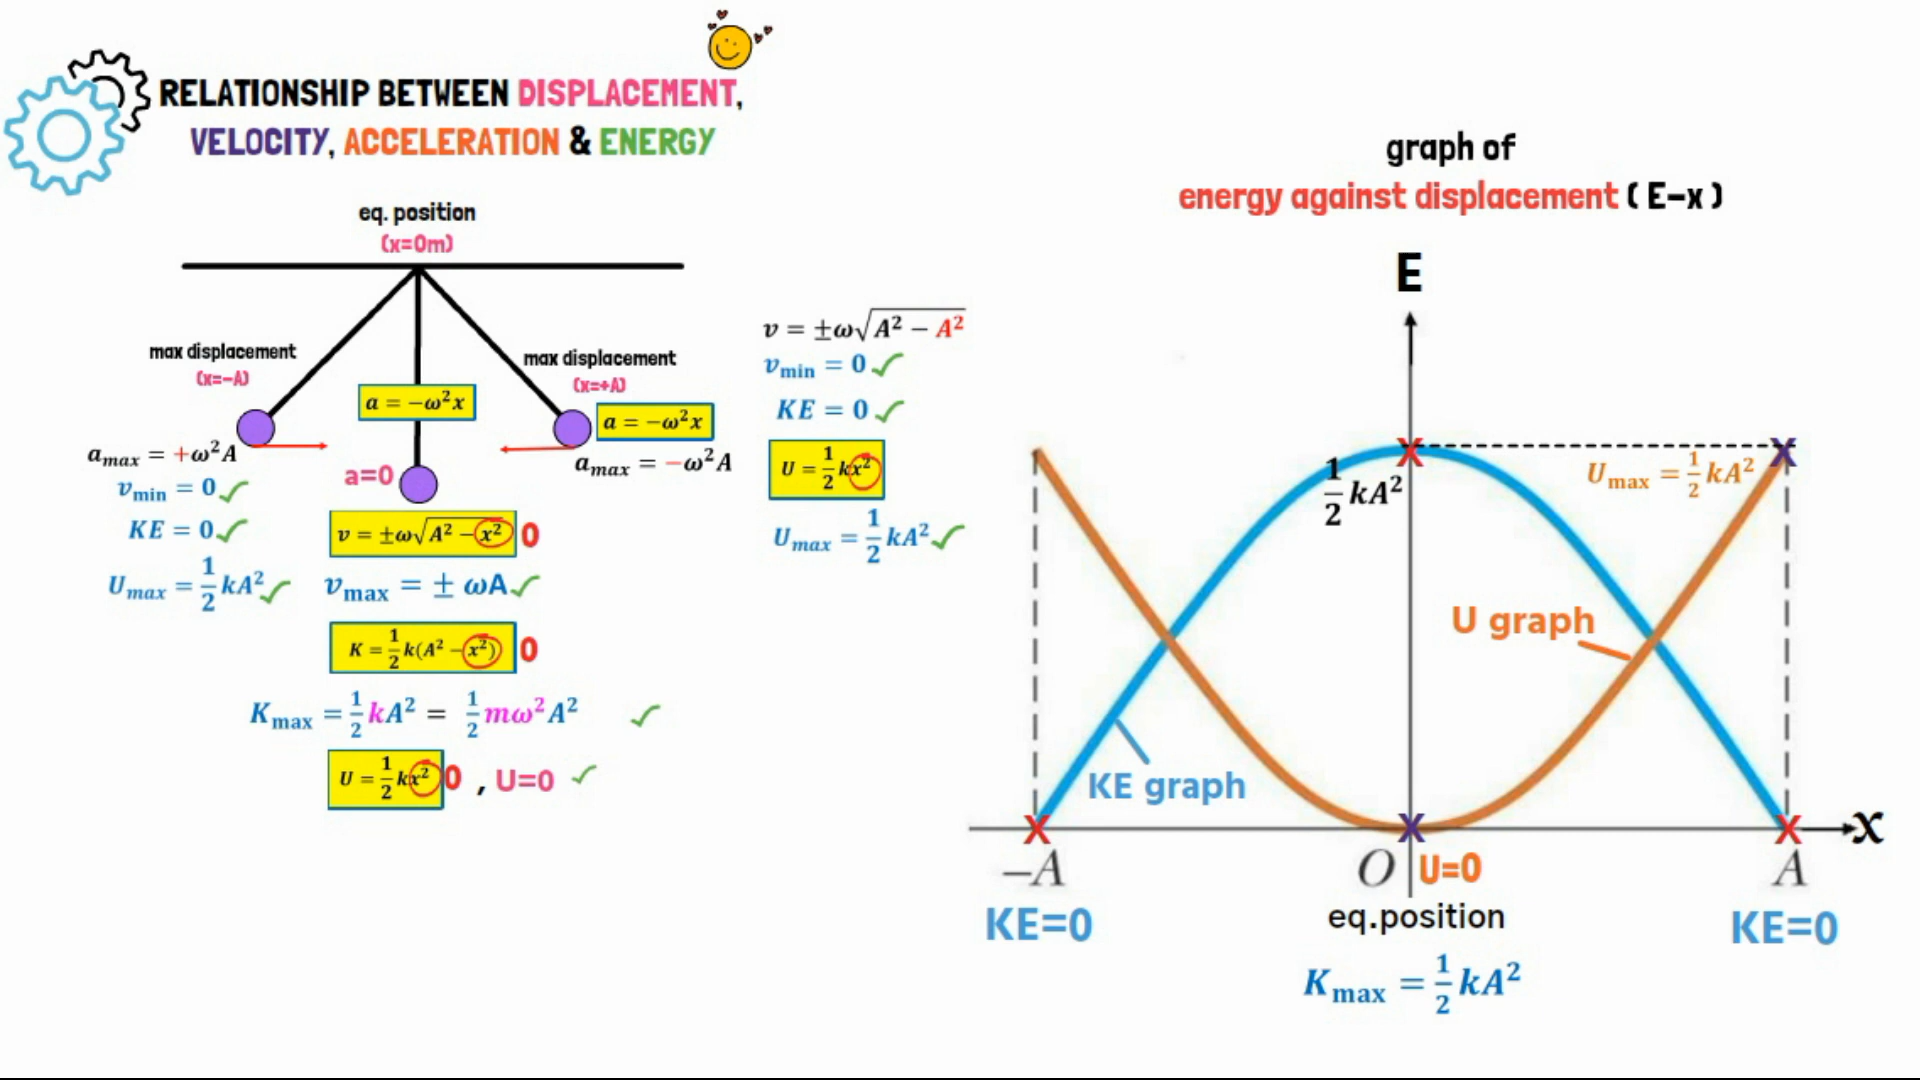 RELATIONSHIP BETWEEN DISPLACEMENT,
VELOCITY, ACCELERATION & ENERGY
eq. position
(x=0m)
max displacement
(x=-A)
max displacement
(x=+A)
a = −ω²x
a = −ω²x
a_max = +ω²A
a_max = −ω²A
a=0
v_min = 0
KE = 0
U_max = 1/2 kA²
v = ±ω√(A² − x²) 0
v_max = ± ωA
K = 1/2 k(A² − x²) 0
K_max = 1/2 kA² = 1/2 mω²A²
U = 1/2 kx² 0 , U=0
v = ±ω√(A² − A²)
v_min = 0
KE = 0
U = 1/2 kx²
U_max = 1/2 kA²
graph of
energy against displacement ( E-x )
E
1/2 kA²
U_max = 1/2 kA²
U graph
KE graph
X
−A
O
U=0
A
KE=0
eq.position
KE=0
K_max = 1/2 kA²